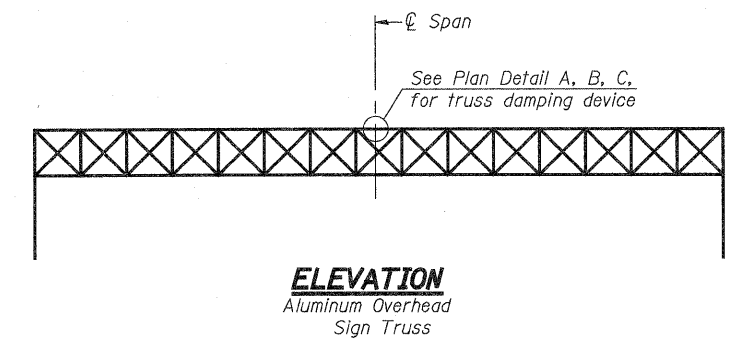 ℄ Span
See Plan Detail A, B, C,
for truss damping device
ELEVATION
Aluminum Overhead
Sign Truss